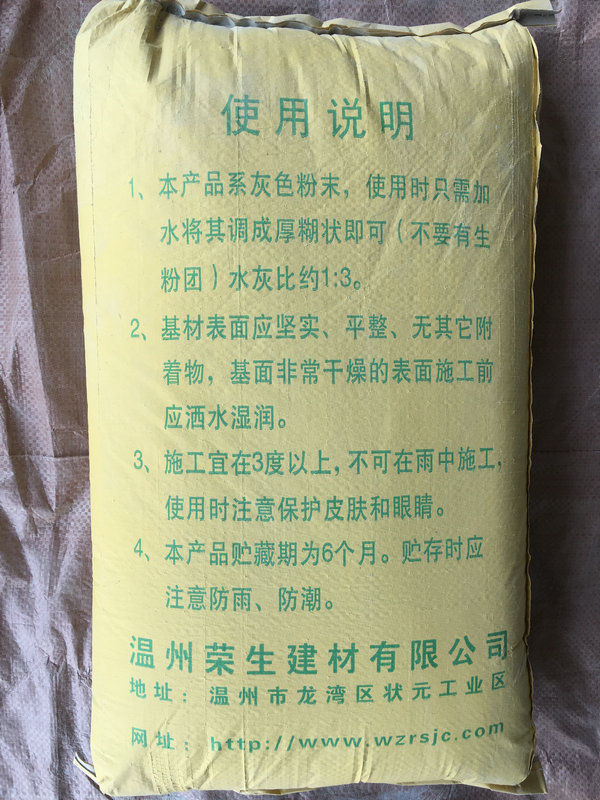 使用说明
1、本产品系灰色粉末，使用时只需加
水将其调成厚糊状即可（不要有生
粉团）水灰比约1:3。
2、基材表面应坚实、平整、无其它附
着物，基面非常干燥的表面施工前
应洒水湿润。
3、施工宜在3度以上，不可在雨中施工，
使用时注意保护皮肤和眼睛。
4、本产品贮藏期为6个月。贮存时应
注意防雨、防潮。
温州荣生建材有限公司
地址：温州市龙湾区状元工业区
网址：http://www.wzrsjc.com